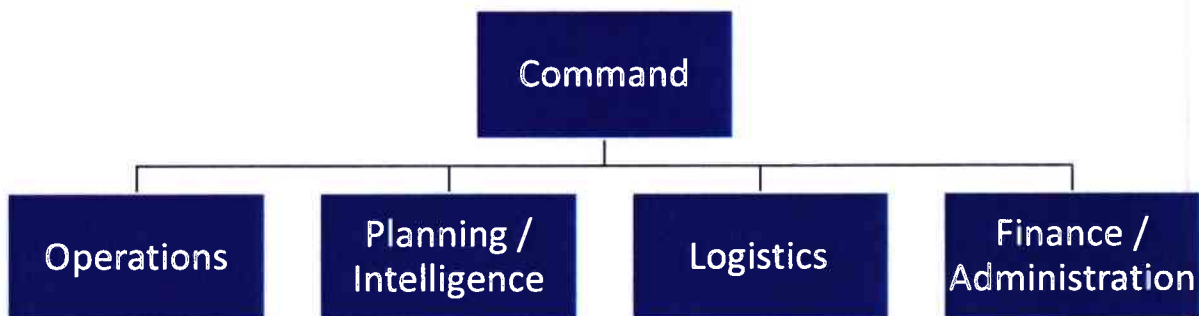 Command
Operations
Planning /
Intelligence
Logistics
Finance /
Administration